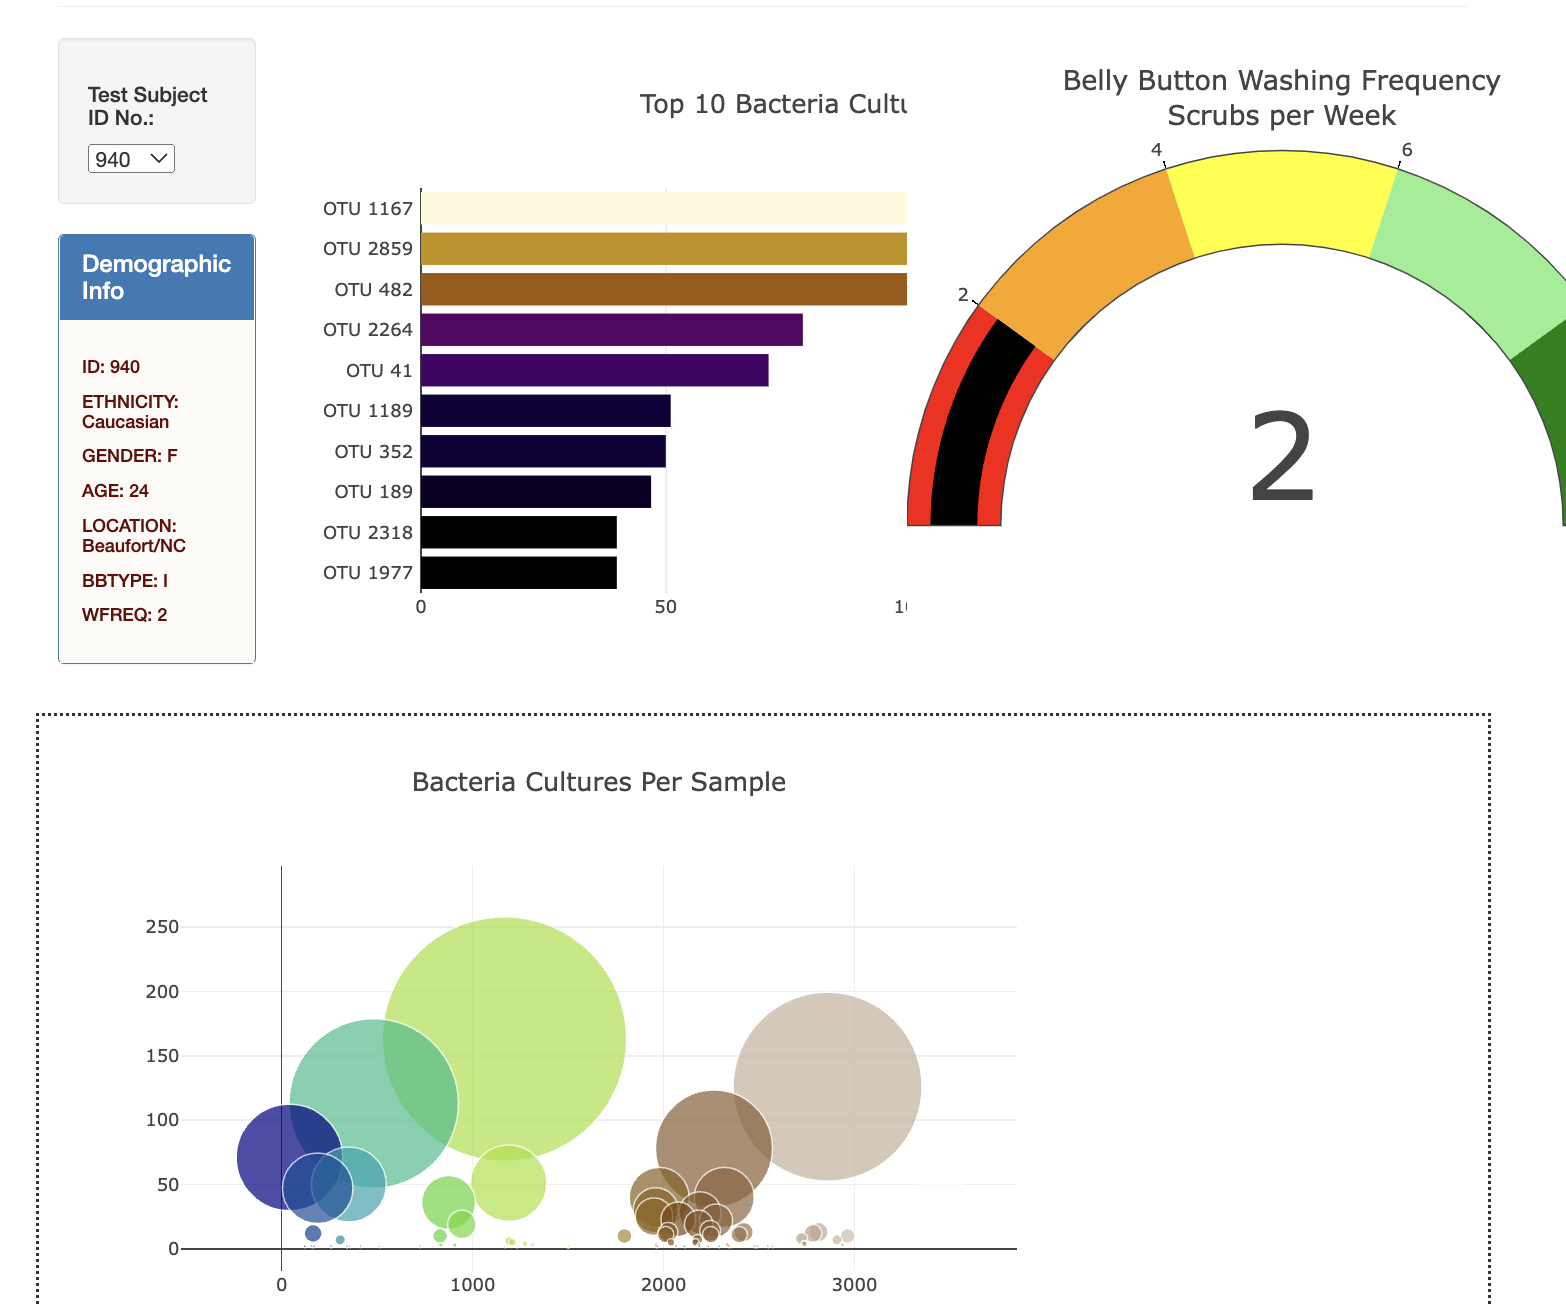 Test Subject
ID No.:
940
Demographic
Info
ID: 940
ETHNICITY:
Caucasian
GENDER: F
AGE: 24
LOCATION:
Beaufort/NC
BBTYPE: I
WFREQ: 2
Top 10 Bacteria
OTU 1167
OTU 2859
OTU 482
OTU 2264
OTU 41
OTU 1189
OTU 352
OTU 189
OTU 2318
OTU 1977
0 50
Belly Button Washing Frequency
Scrubs per Week
2
4
6
2
Bacteria Cultures Per Sample
250
200
150
100
50
0
0 1000 2000 3000